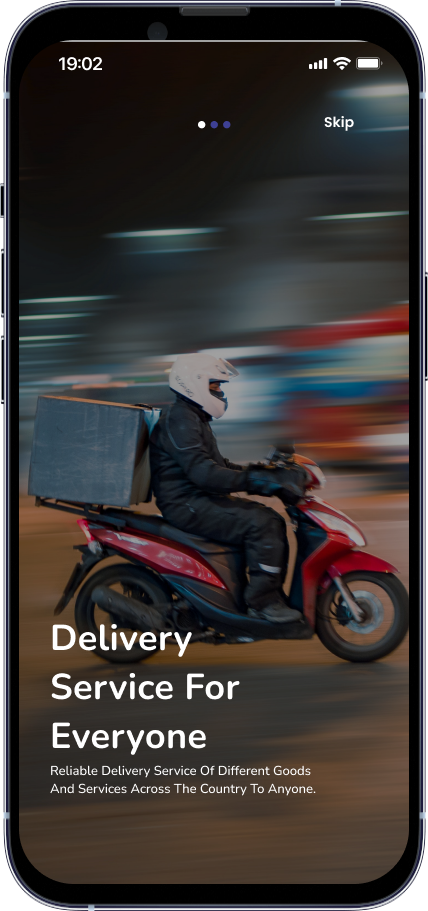 19:02
Skip
Delivery
Service For
Everyone
Reliable Delivery Service Of Different Goods
And Services Across The Country To Anyone.